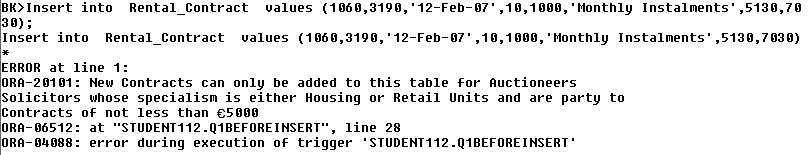 BK>Insert into  Rental_Contract  values (1060,3190,'12-Feb-07',10,1000,'Monthly Instalments',5130,70
30);
Insert into  Rental_Contract  values (1060,3190,'12-Feb-07',10,1000,'Monthly Instalments',5130,7030)
*
ERROR at line 1:
ORA-20101: New Contracts can only be added to this table for Auctioneers
Solicitors whose specialism is either Housing or Retail Units and are party to
Contracts of not less than €5000
ORA-06512: at "STUDENT112.Q1BEFOREINSERT", line 28
ORA-04088: error during execution of trigger 'STUDENT112.Q1BEFOREINSERT'